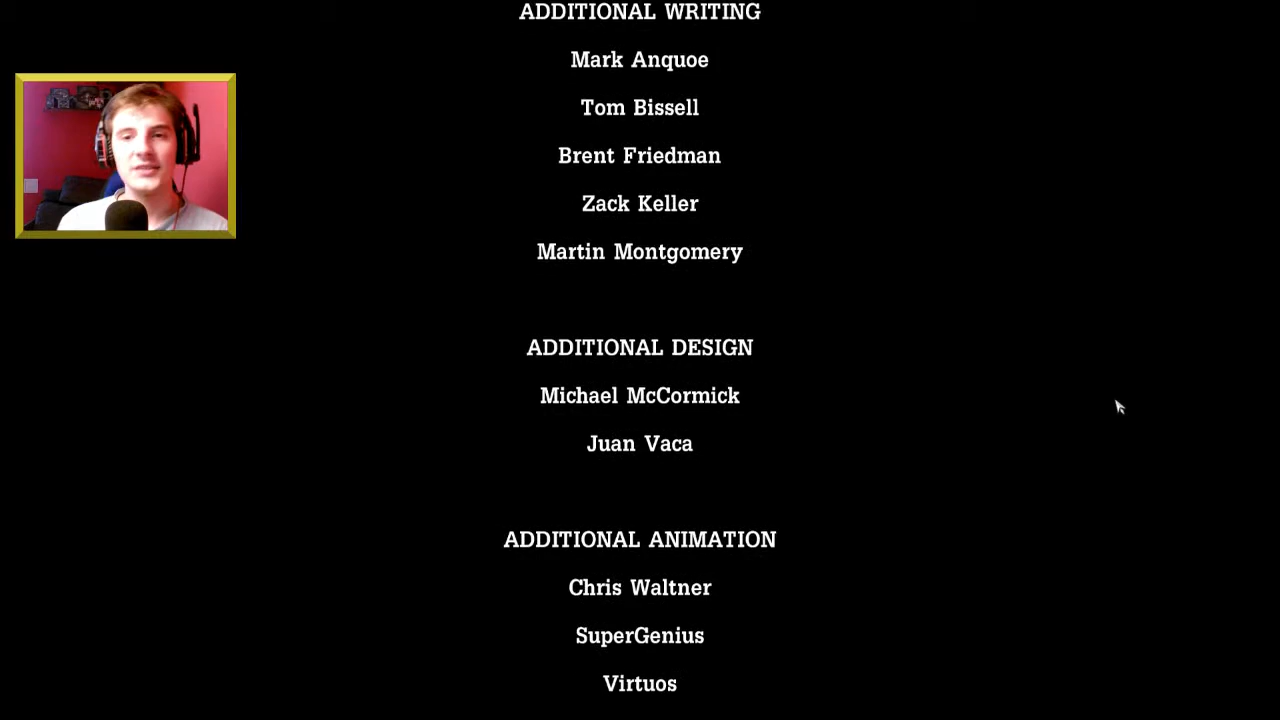 ADDITIONAL WRITING
Mark Anquoe
Tom Bissell
Brent Friedman
Zack Keller
Martin Montgomery
ADDITIONAL DESIGN
Michael McCormick
Juan Vaca
ADDITIONAL ANIMATION
Chris Waltner
SuperGenius
Virtuos